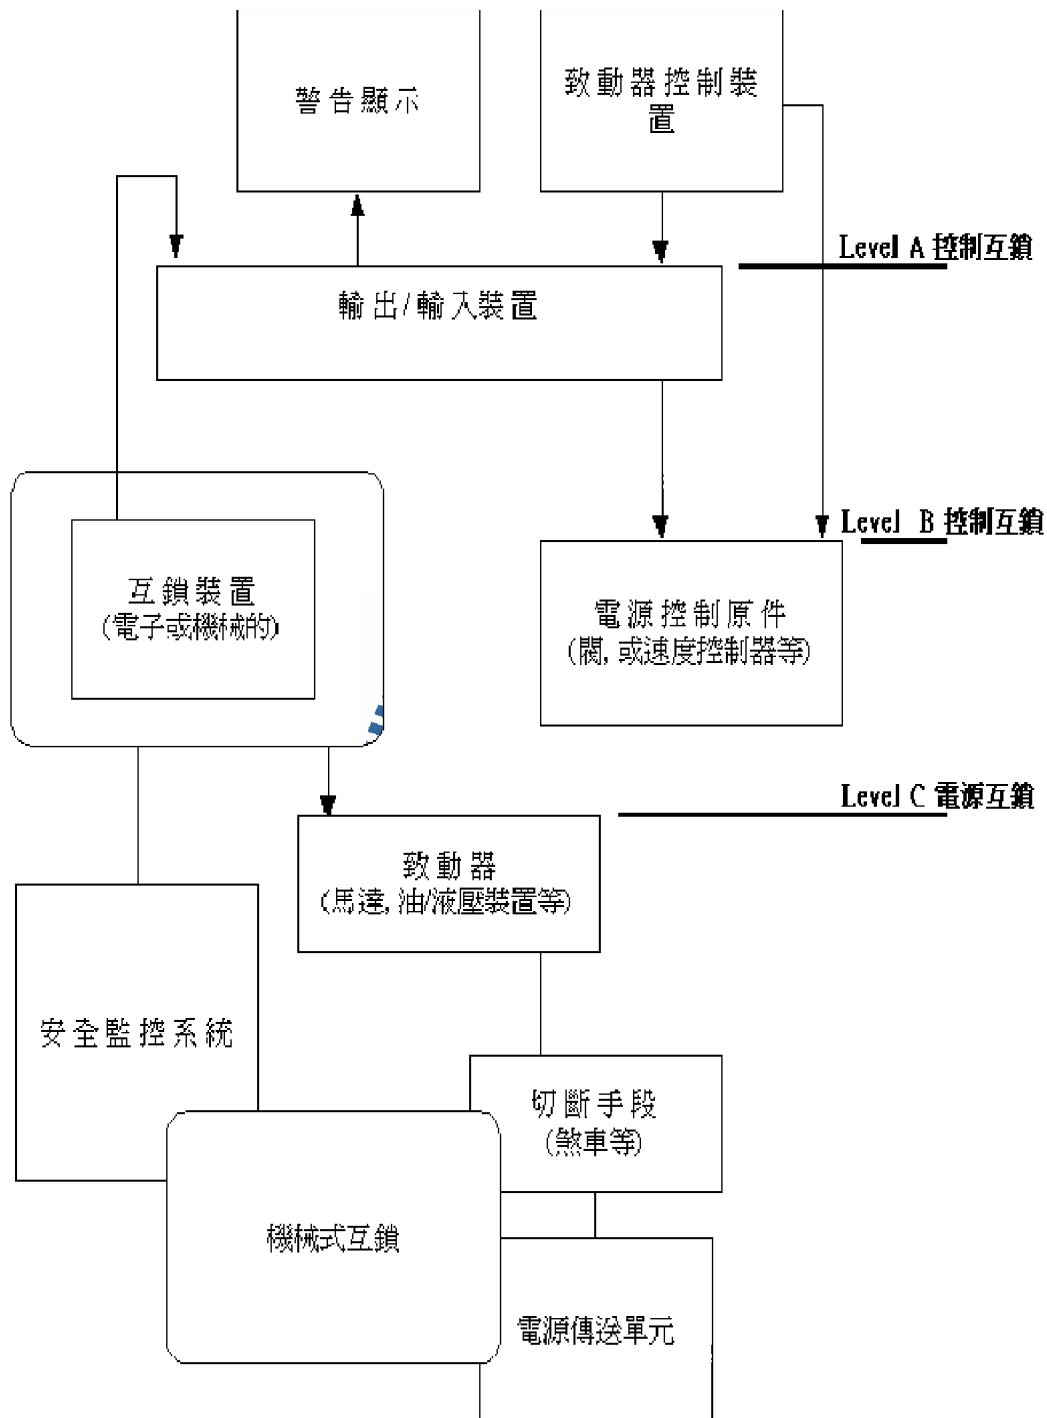 警告顯示
致動器控制裝
置
Level A 控制互鎖
輸出/輸入裝置
Level B 控制互鎖
互鎖裝置
(電子或機械的)
電源控制原件
(閥, 或速度控制器等)
Level C 電源互鎖
致動器
(馬達, 油/液壓裝置等)
安全監控系統
切斷手段
(煞車等)
機械式互鎖
電源傳送單元